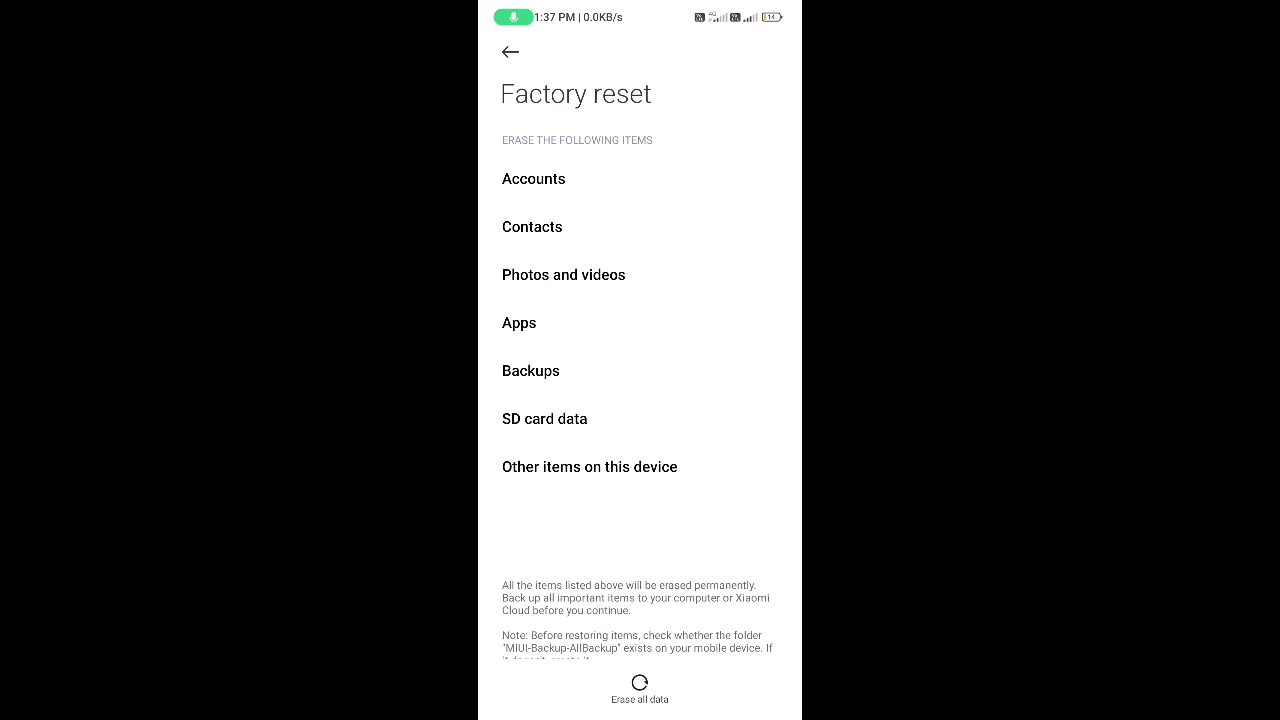 1:37 PM | 0.0KB/s 4G 14
Factory reset
ERASE THE FOLLOWING ITEMS
Accounts
Contacts
Photos and videos
Apps
Backups
SD card data
Other items on this device
All the items listed above will be erased permanently.
Back up all important items to your computer or Xiaomi
Cloud before you continue.
Note: Before restoring items, check whether the folder
"MIUI-Backup-AllBackup" exists on your mobile device. If
Erase all data